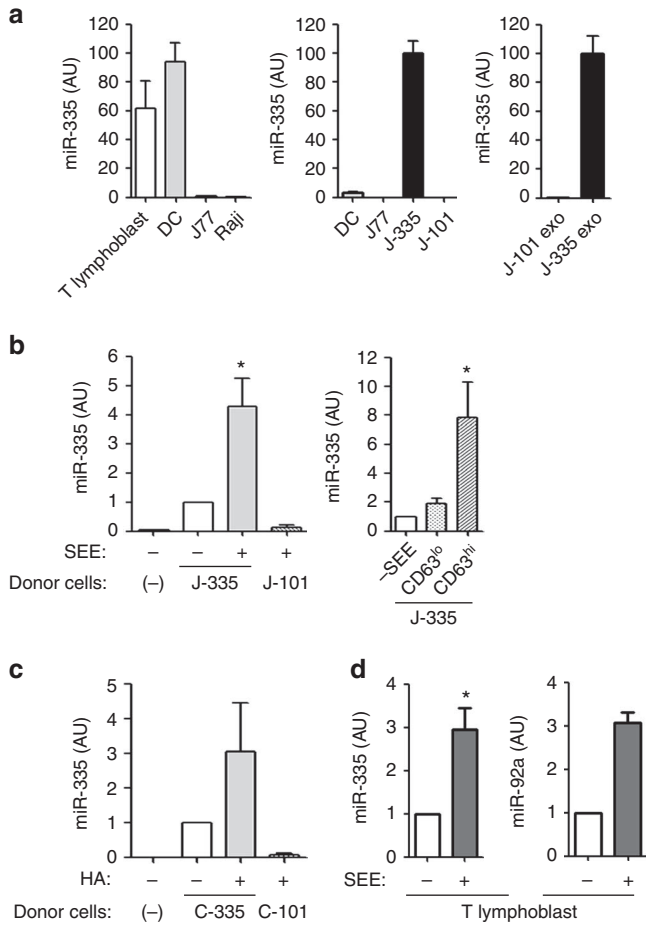 a
miR-335 (AU)
120
100
80
60
40
20
0
T lymphoblast
DC
J77
Raji
miR-335 (AU)
120
100
80
60
40
20
0
DC
J77
J-335
J-101
miR-335 (AU)
120
100
80
60
40
20
0
J-101 exo
J-335 exo
b
miR-335 (AU)
6
5
4
3
2
1
0
*
SEE: – – + +
Donor cells: (–) J-335 J-101
miR-335 (AU)
12
10
8
6
4
2
0
*
–SEE
CD63lo
CD63hi
J-335
c
miR-335 (AU)
5
4
3
2
1
0
HA: – – + +
Donor cells: (–) C-335 C-101
d
miR-335 (AU)
4
3
2
1
0
*
miR-92a (AU)
4
3
2
1
0
SEE: – + – +
T lymphoblast